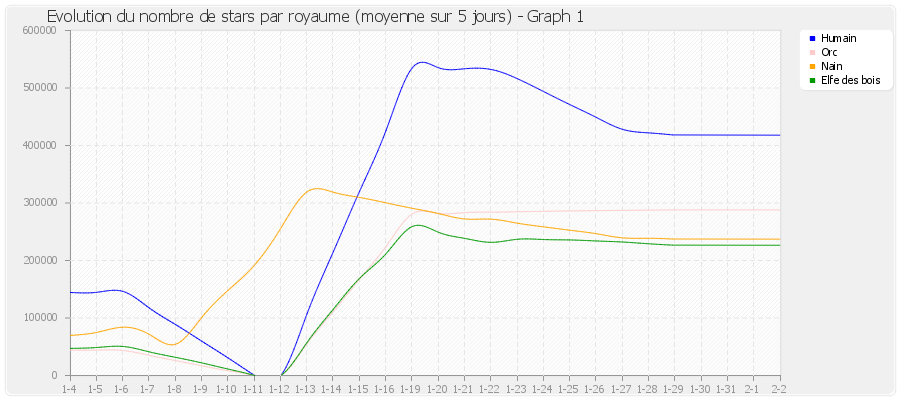 Evolution du nombre de stars par royaume (moyenne sur 5 jours) - Graph 1
Humain
Orc
Nain
Elfe des bois
600000
500000
400000
300000
200000
100000
0
1-4 1-5 1-6 1-7 1-8 1-9 1-10 1-11 1-12 1-13 1-14 1-15 1-16 1-19 1-20 1-21 1-22 1-23 1-24 1-25 1-26 1-27 1-28 1-29 1-30 1-31 2-1 2-2